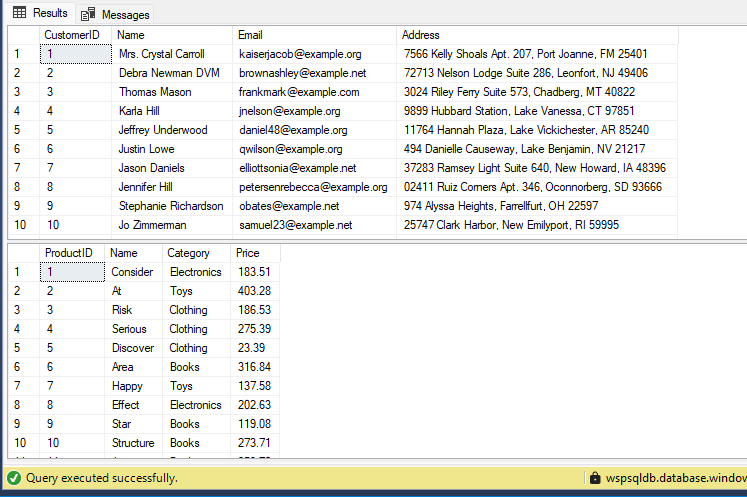 Results Messages
CustomerID Name Email Address
1 1 Mrs. Crystal Carroll kaiserjacob@example.org 7566 Kelly Shoals Apt. 207, Port Joanne, FM 25401
2 2 Debra Newman DVM brownashley@example.net 72713 Nelson Lodge Suite 286, Leonfort, NJ 49406
3 3 Thomas Mason frankmark@example.com 3024 Riley Ferry Suite 573, Chadberg, MT 40822
4 4 Karla Hill jnelson@example.org 9899 Hubbard Station, Lake Vanessa, CT 97851
5 5 Jeffrey Underwood daniel48@example.org 11764 Hannah Plaza, Lake Vickichester, AR 85240
6 6 Justin Lowe qwilson@example.org 494 Danielle Causeway, Lake Benjamin, NV 21217
7 7 Jason Daniels elliottsonia@example.net 37283 Ramsey Light Suite 640, New Howard, IA 48396
8 8 Jennifer Hill petersenrebecca@example.org 02411 Ruiz Corners Apt. 346, Oconnorberg, SD 93666
9 9 Stephanie Richardson obates@example.net 974 Alyssa Heights, Farrellfurt, OH 22597
10 10 Jo Zimmerman samuel23@example.net 25747 Clark Harbor, New Emilyport, RI 59995
ProductID Name Category Price
1 1 Consider Electronics 183.51
2 2 At Toys 403.28
3 3 Risk Clothing 186.53
4 4 Serious Clothing 275.39
5 5 Discover Clothing 23.39
6 6 Area Books 316.84
7 7 Happy Toys 137.58
8 8 Effect Electronics 202.63
9 9 Star Books 119.08
10 10 Structure Books 273.71
Query executed successfully. wspsqldb.database.window